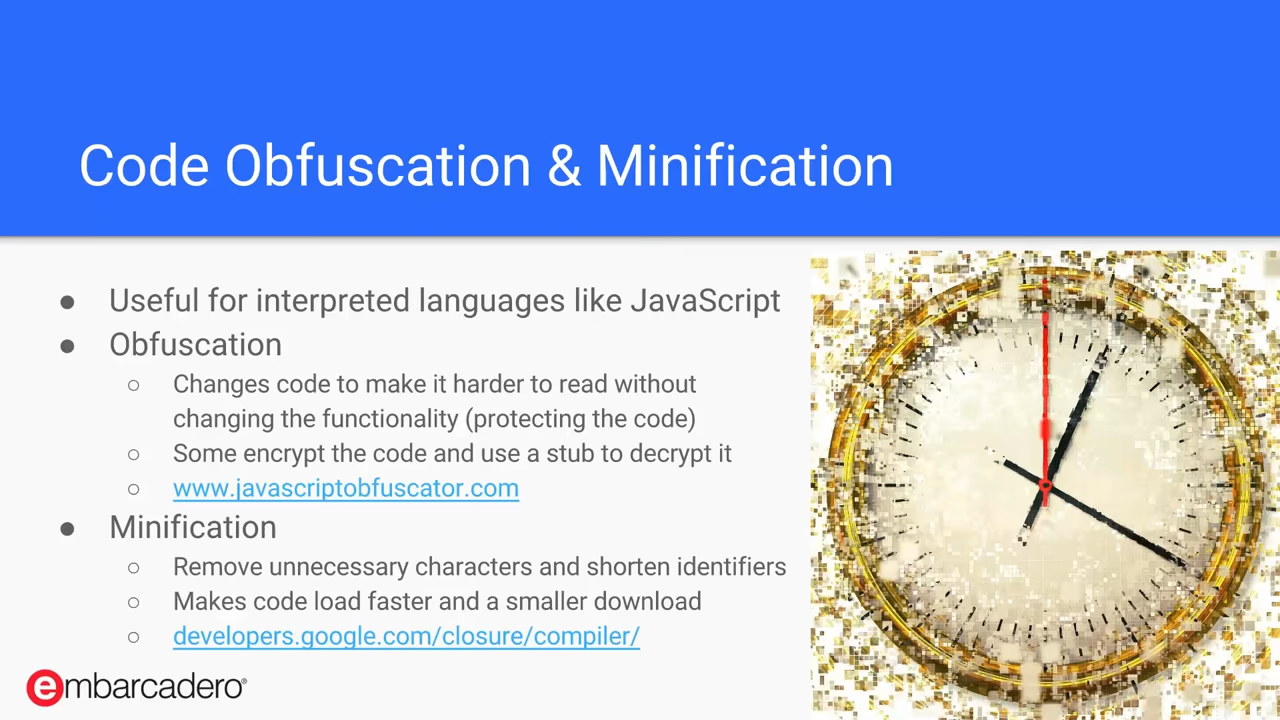 Code Obfuscation & Minification
● Useful for interpreted languages like JavaScript
● Obfuscation
○ Changes code to make it harder to read without
changing the functionality (protecting the code)
○ Some encrypt the code and use a stub to decrypt it
○ www.javascriptobfuscator.com
● Minification
○ Remove unnecessary characters and shorten identifiers
○ Makes code load faster and a smaller download
○ developers.google.com/closure/compiler/
embarcadero®